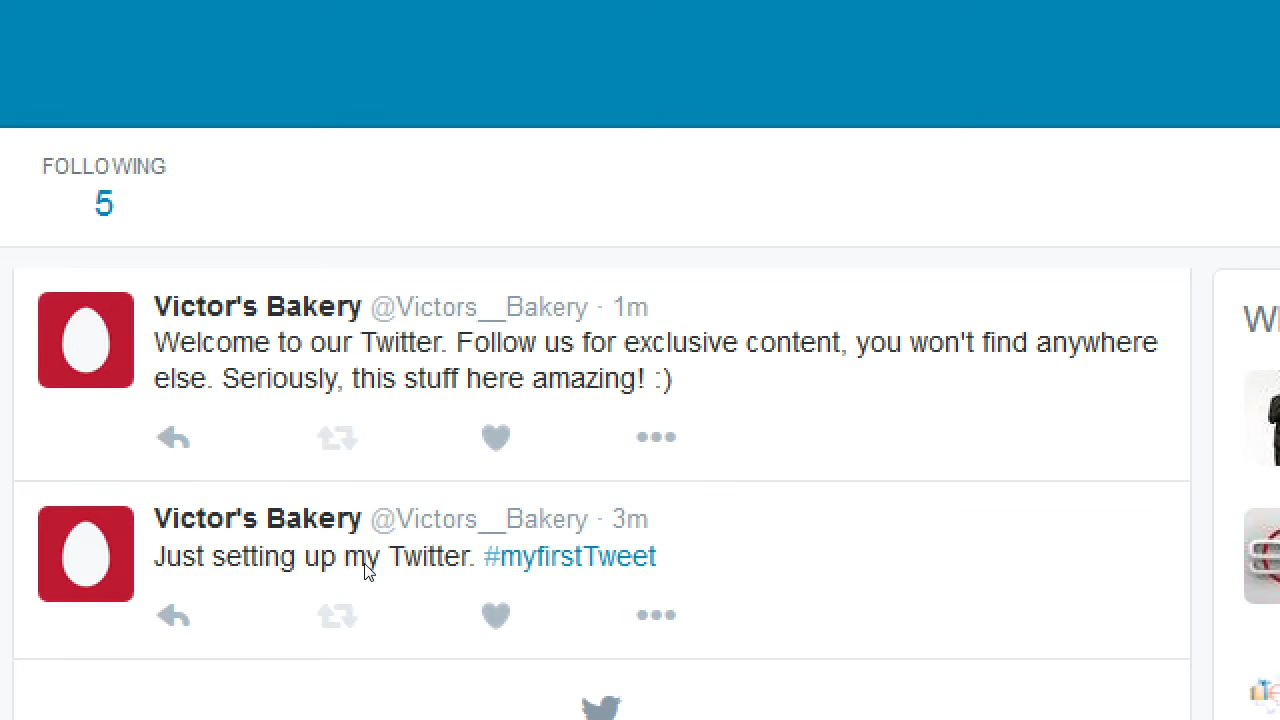 FOLLOWING
5
Victor's Bakery @Victors__Bakery · 1m
Welcome to our Twitter. Follow us for exclusive content, you won't find anywhere
else. Seriously, this stuff here amazing! :)
Victor's Bakery @Victors__Bakery · 3m
Just setting up my Twitter. #myfirstTweet